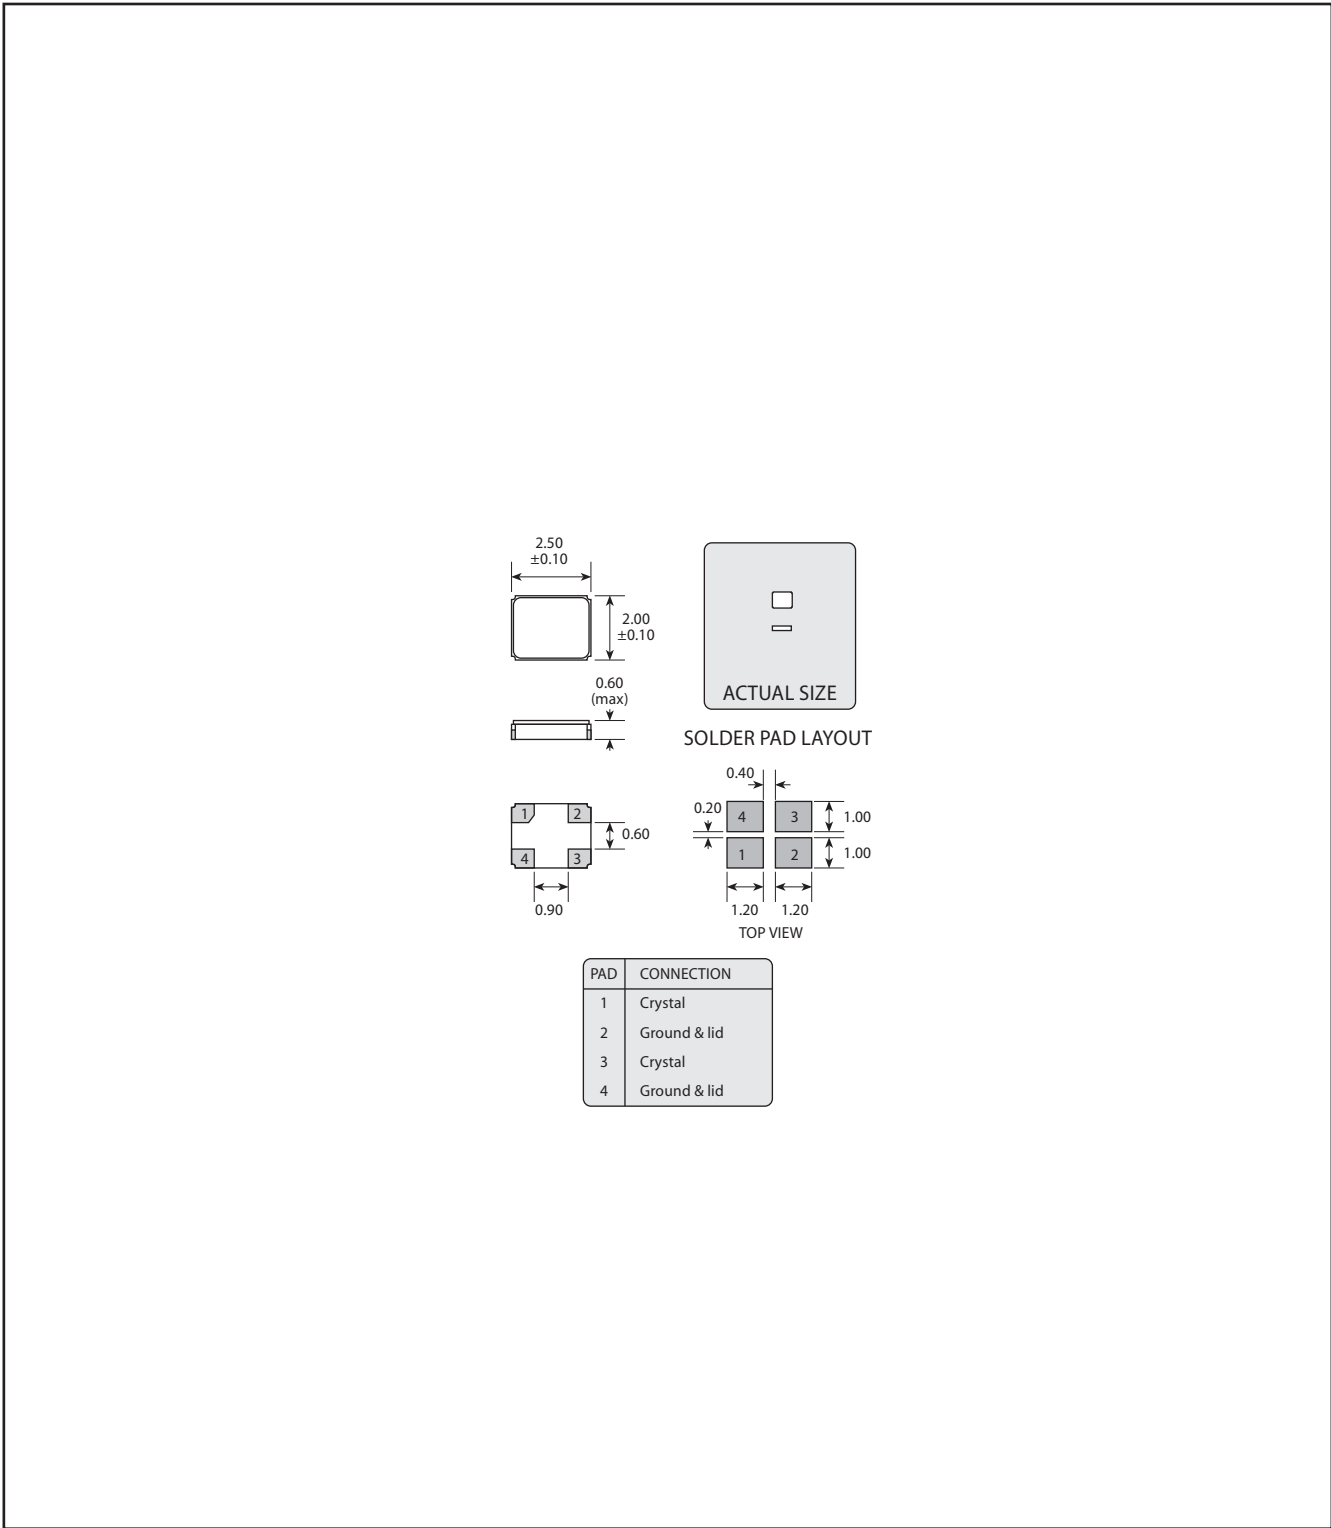 2.50
±0.10
2.00
±0.10
0.60
(max)
ACTUAL SIZE
SOLDER PAD LAYOUT
1
2
4
3
0.60
0.90
0.40
0.20
4
3
1.00
1
2
1.00
1.20 1.20
TOP VIEW
PAD CONNECTION
1 Crystal
2 Ground & lid
3 Crystal
4 Ground & lid